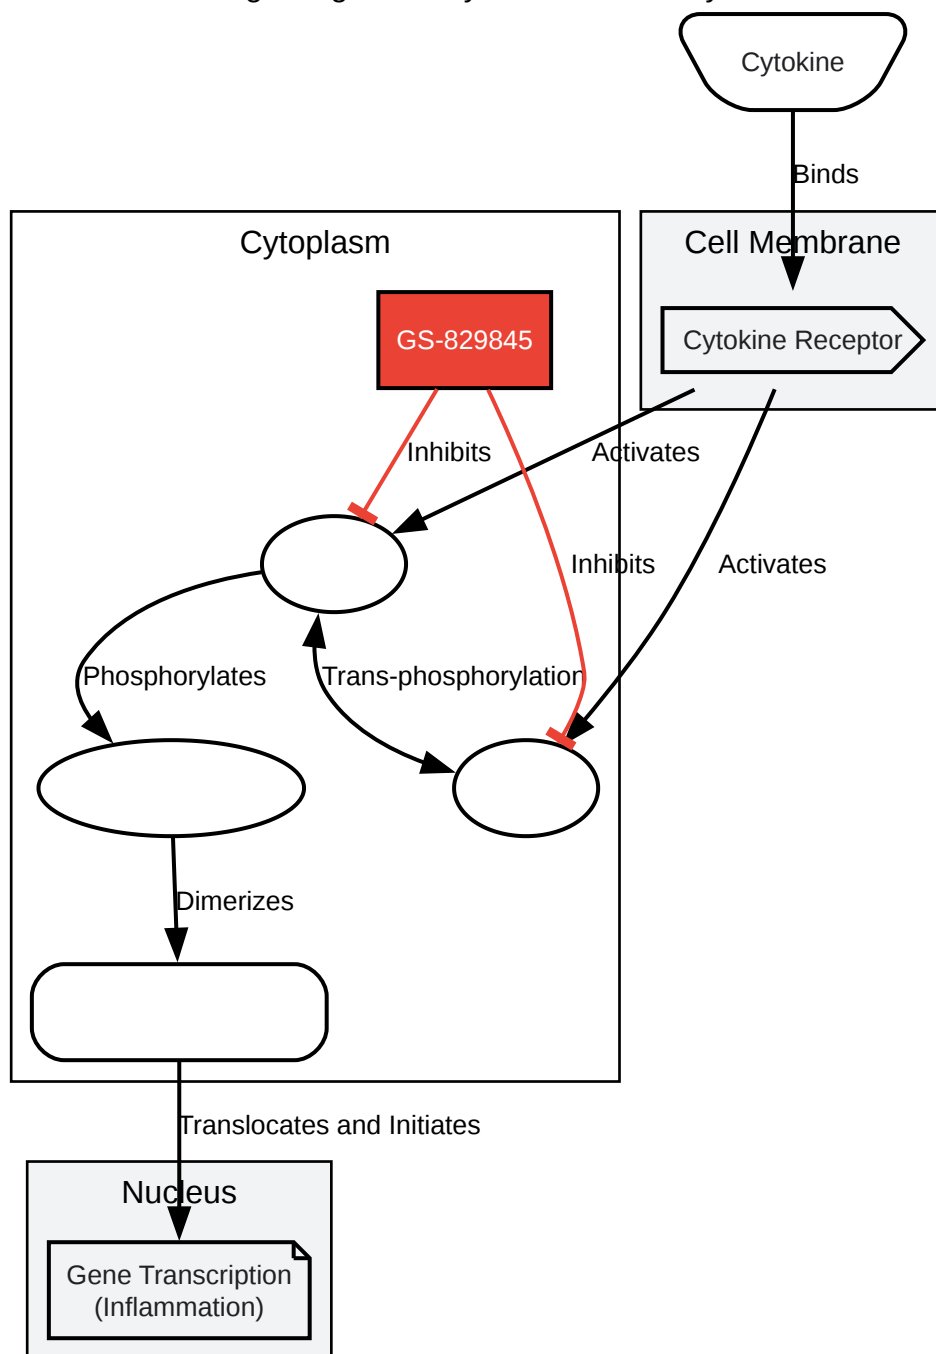 Cytokine
Binds
Cytoplasm
Cell Membrane
GS-829845
Cytokine Receptor
Inhibits
Activates
Inhibits
Activates
Phosphorylates
Trans-phosphorylation
Dimerizes
Translocates and Initiates
Nucleus
Gene Transcription
(Inflammation)